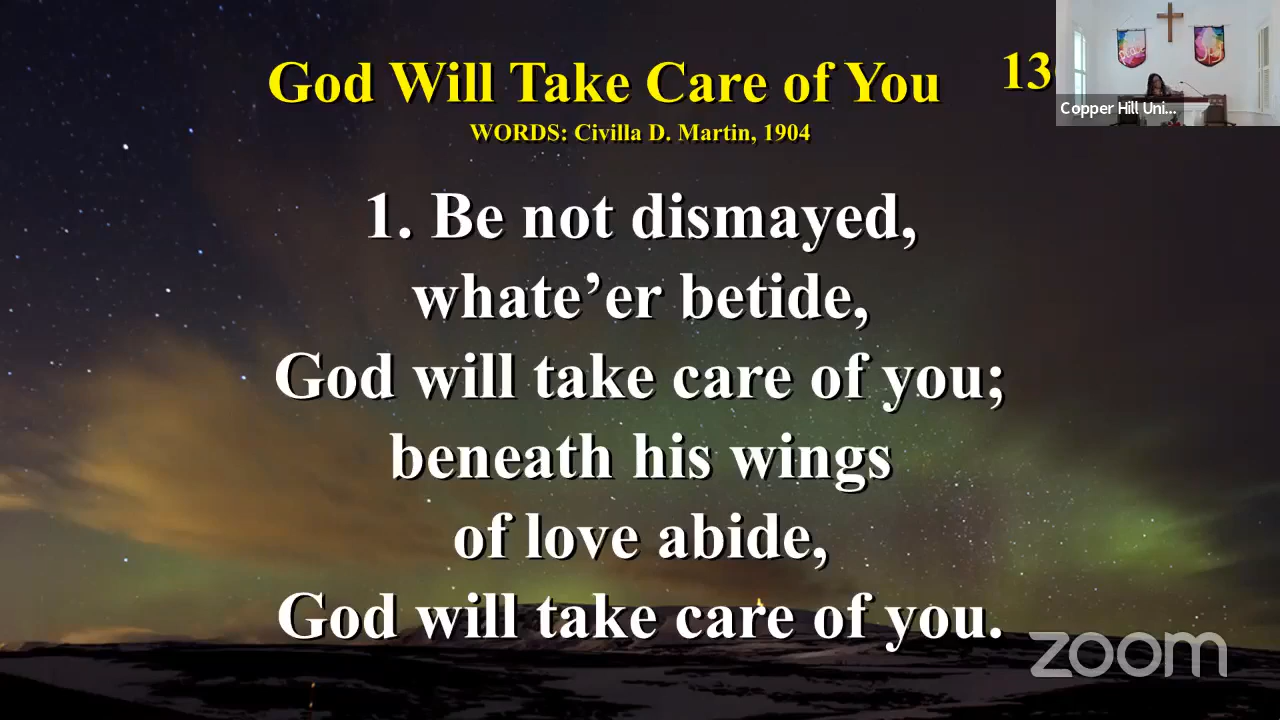 God Will Take Care of You
13
WORDS: Civilla D. Martin, 1904
Copper Hill Uni...
1. Be not dismayed,
whate’er betide,
God will take care of you;
beneath his wings
of love abide,
God will take care of you.
zoom